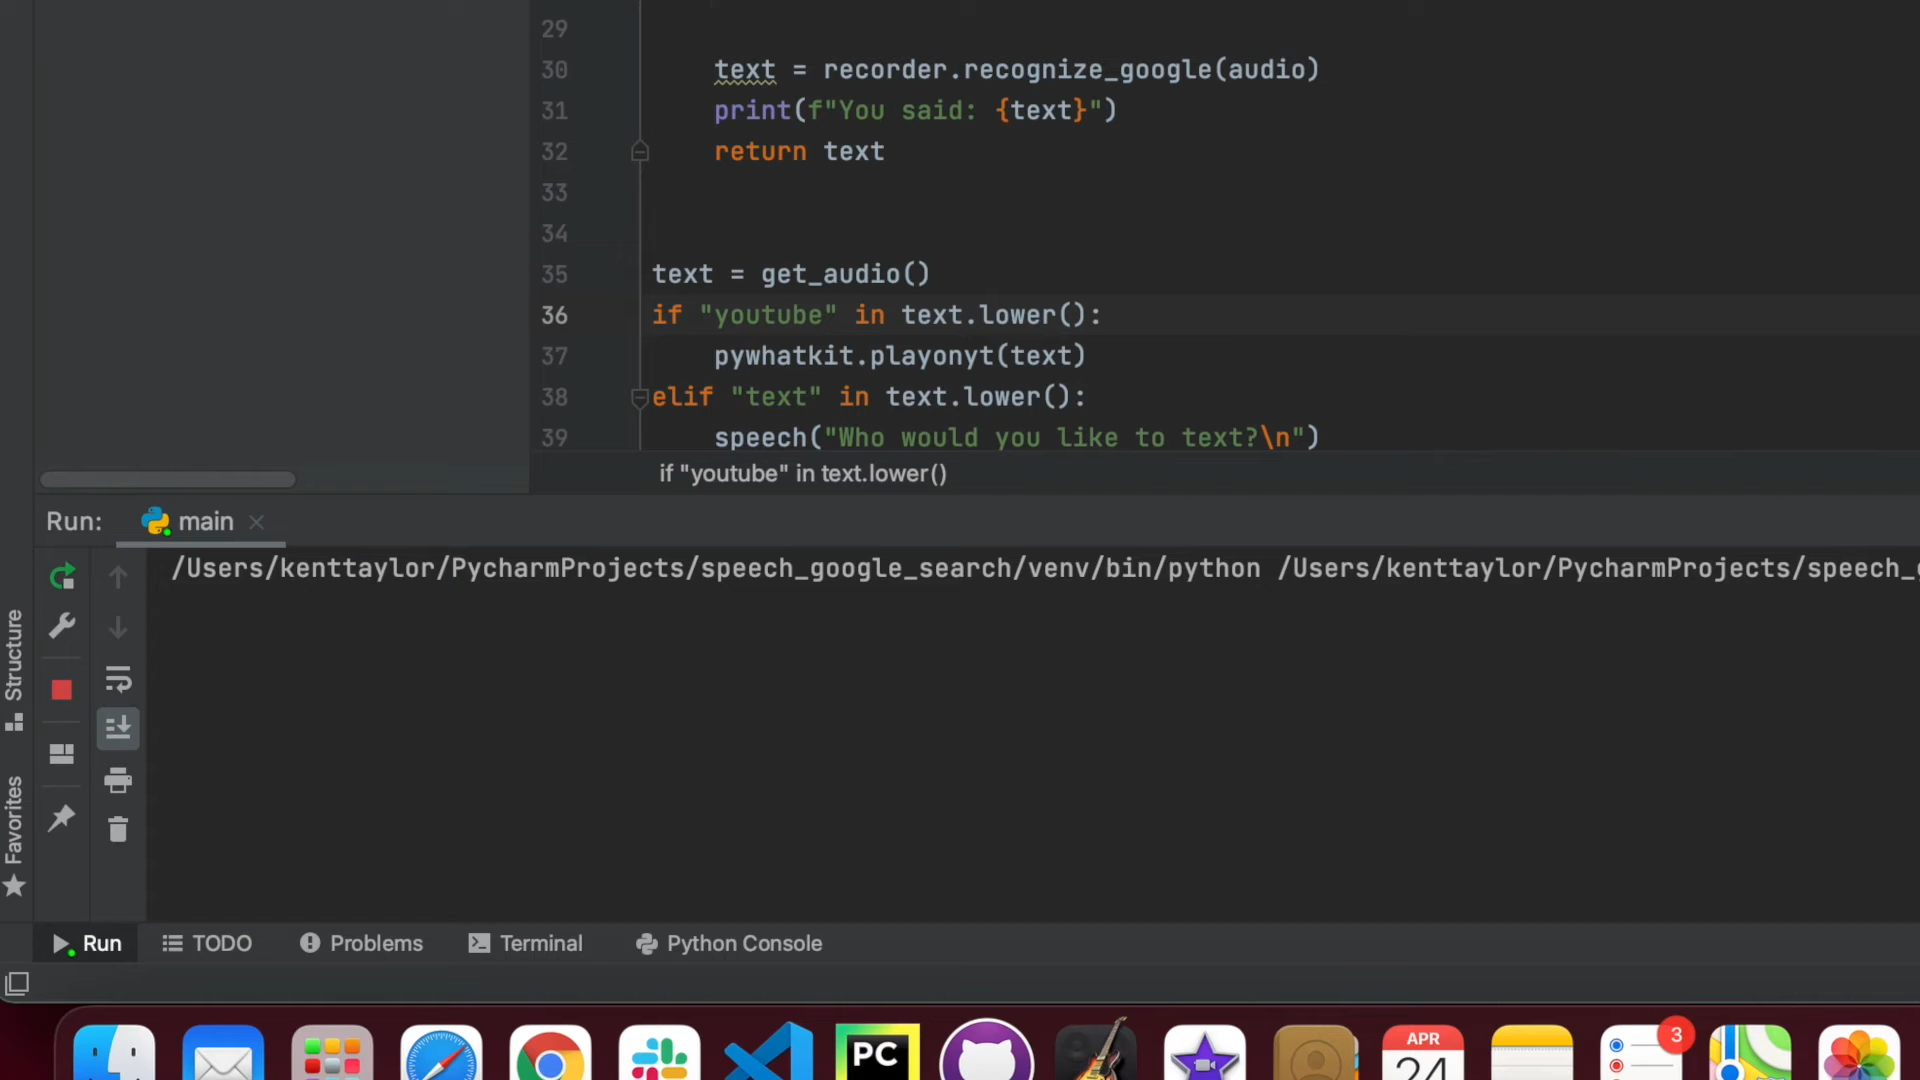 29
30 text = recorder.recognize_google(audio)
31 print(f"You said: {text}")
32 return text
33
34
35 text = get_audio()
36 if "youtube" in text.lower():
37 pywhatkit.playonyt(text)
38 elif "text" in text.lower():
39 speech("Who would you like to text?\n")
if "youtube" in text.lower()
Run: main
/Users/kenttaylor/PycharmProjects/speech_google_search/venv/bin/python /Users/kenttaylor/PycharmProjects/speech_
Structure
Favorites
Run TODO Problems Terminal Python Console
PC
APR
24
3